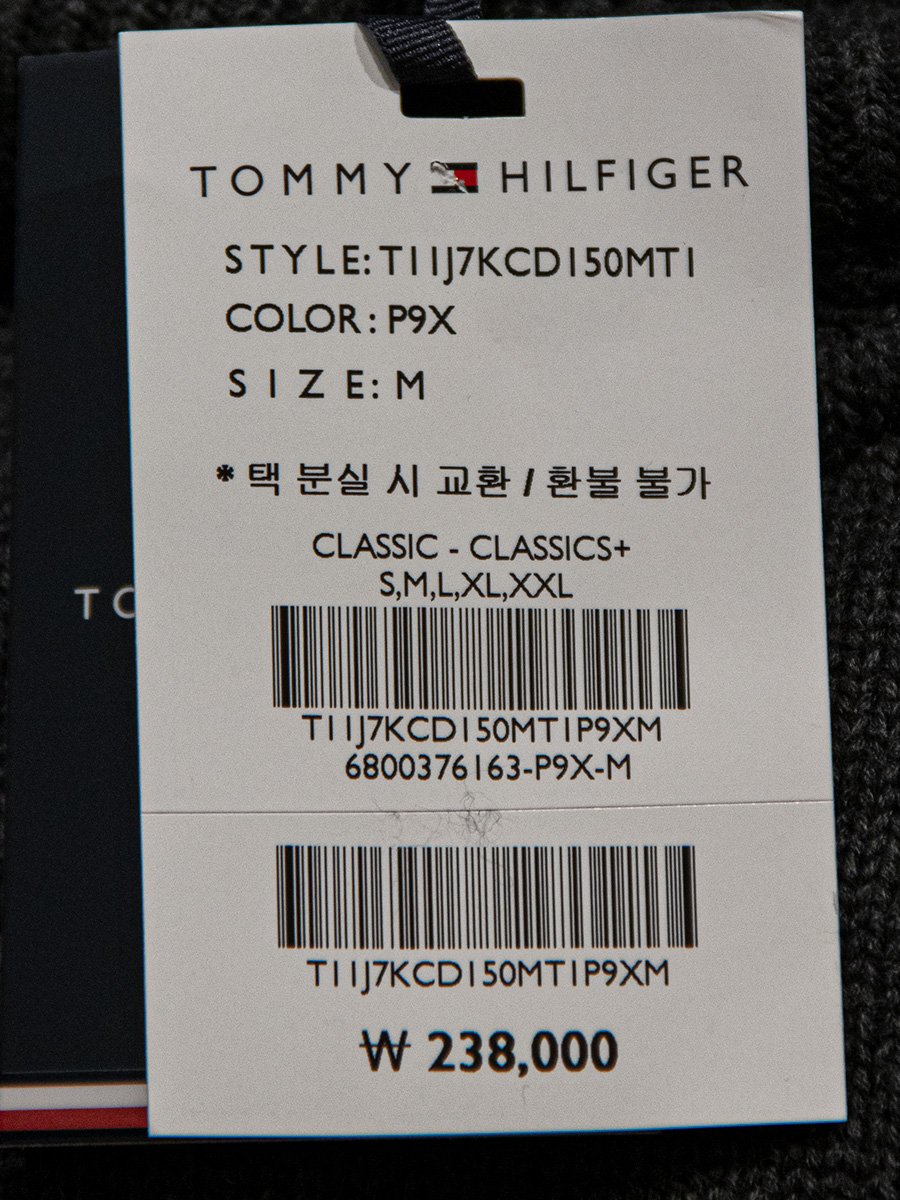 TOMMY HILFIGER
STYLE: T11J7KCD150MT1
COLOR : P9X
SIZE: M
* 택 분실 시 교환 / 환불 불가
CLASSIC - CLASSICS+
S,M,L,XL,XXL
T11J7KCD150MT1P9XM
6800376163-P9X-M
T11J7KCD150MT1P9XM
₩ 238,000
TO